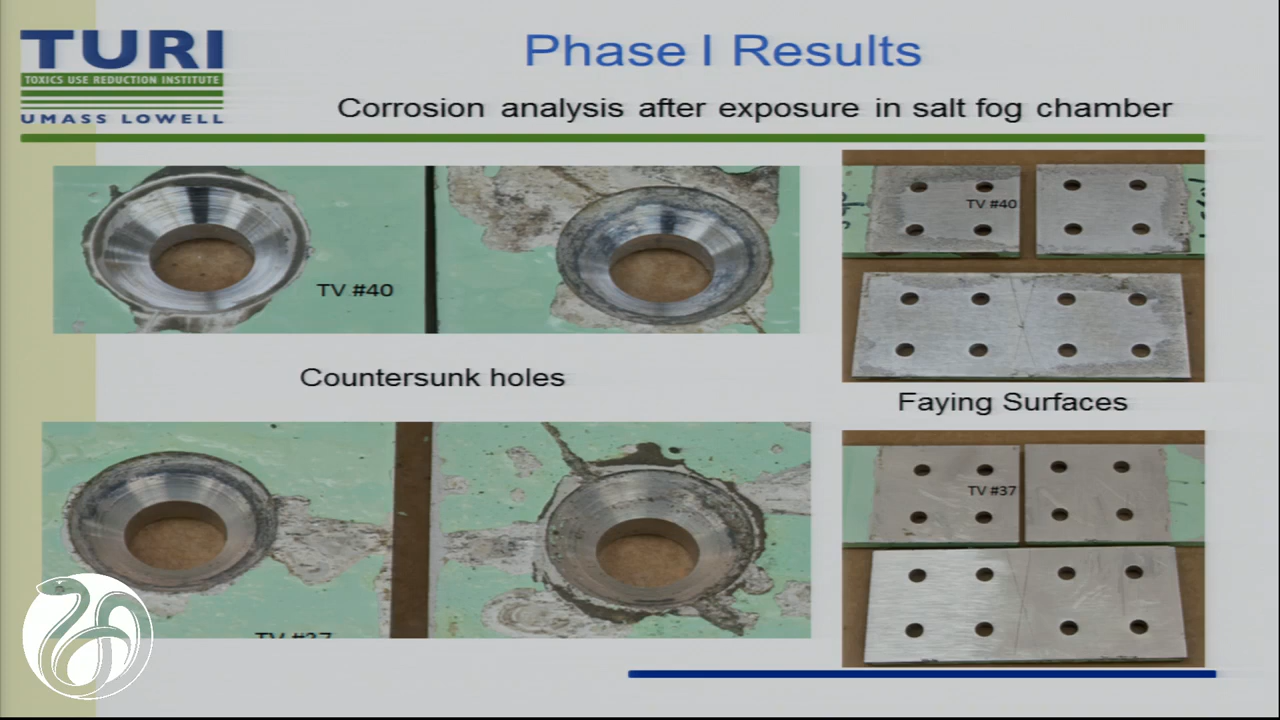 TURI
TOXICS USE REDUCTION INSTITUTE
UMASS LOWELL
Phase I Results
Corrosion analysis after exposure in salt fog chamber
TV #40
TV #40
Countersunk holes
Faying Surfaces
TV #37
TV #37